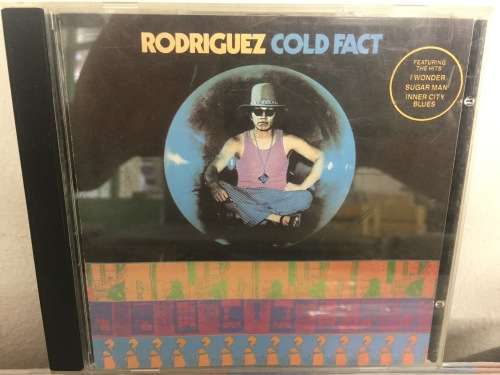 RODRIGUEZ COLD FACT
FEATURING
THE HITS
I WONDER
SUGAR MAN
INNER CITY
BLUES